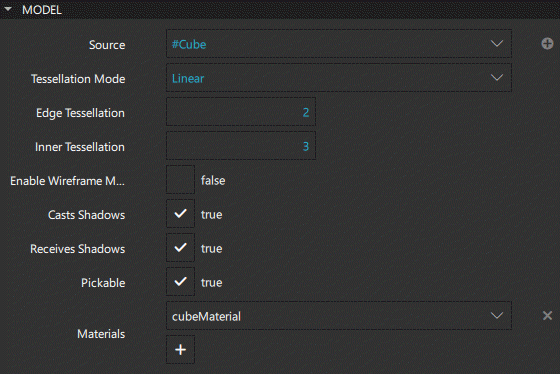 MODEL
Source #Cube
Tessellation Mode Linear
Edge Tessellation 2
Inner Tessellation 3
Enable Wireframe M... false
Casts Shadows true
Receives Shadows true
Pickable true
cubeMaterial
Materials